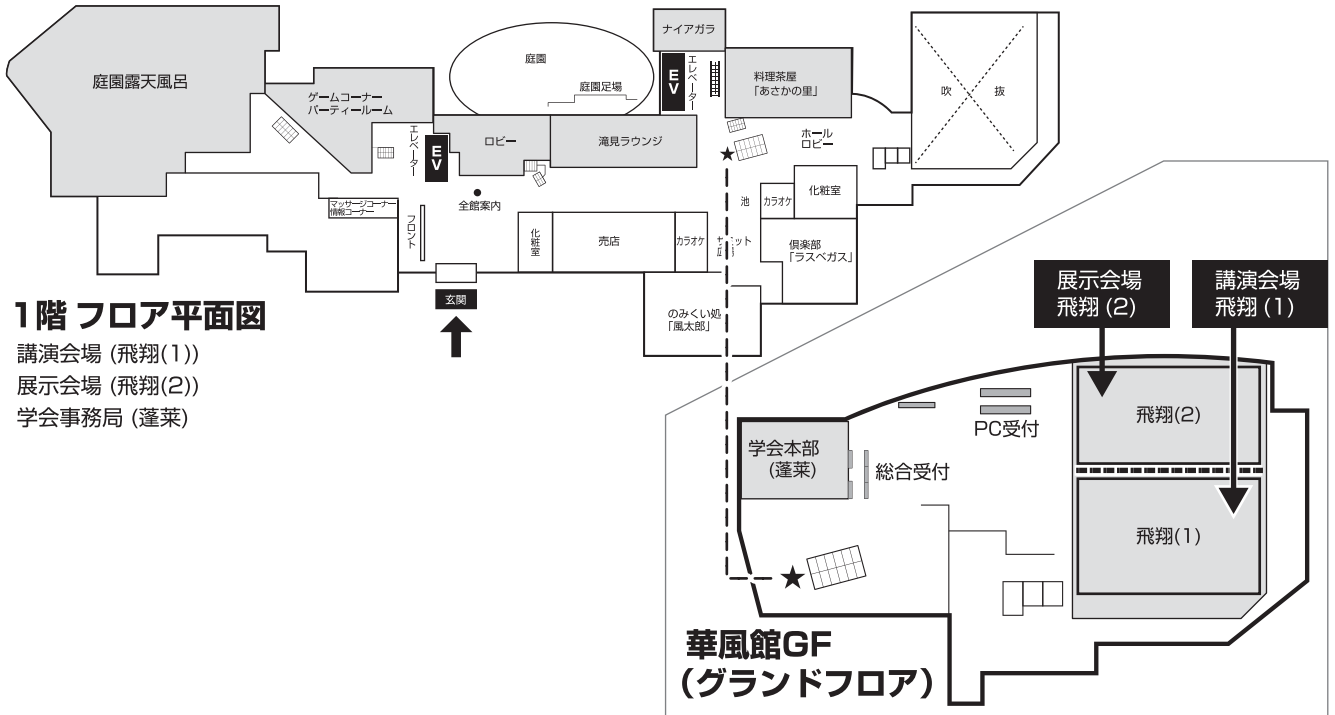 ナイアガラ
庭園
庭園足場
EV
エレベーター
料理茶屋
「あさかの里」
吹 抜
庭園露天風呂
ゲームコーナー
パーティールーム
エレベーター
EV
ロビー
滝見ラウンジ
ホール
ロビー
全館案内
マッサージコーナー
情報コーナー
フロント
化粧室
売店
カラオケ
池
カラオケ
化粧室
倶楽部
「ラスベガス」
玄関
のみくい処
「風太郎」
1階 フロア平面図
講演会場 (飛翔(1))
展示会場 (飛翔(2))
学会事務局 (蓬莱)
展示会場
飛翔 (2)
講演会場
飛翔 (1)
PC受付
飛翔(2)
学会本部
(蓬莱)
総合受付
飛翔(1)
華風館GF
(グランドフロア)